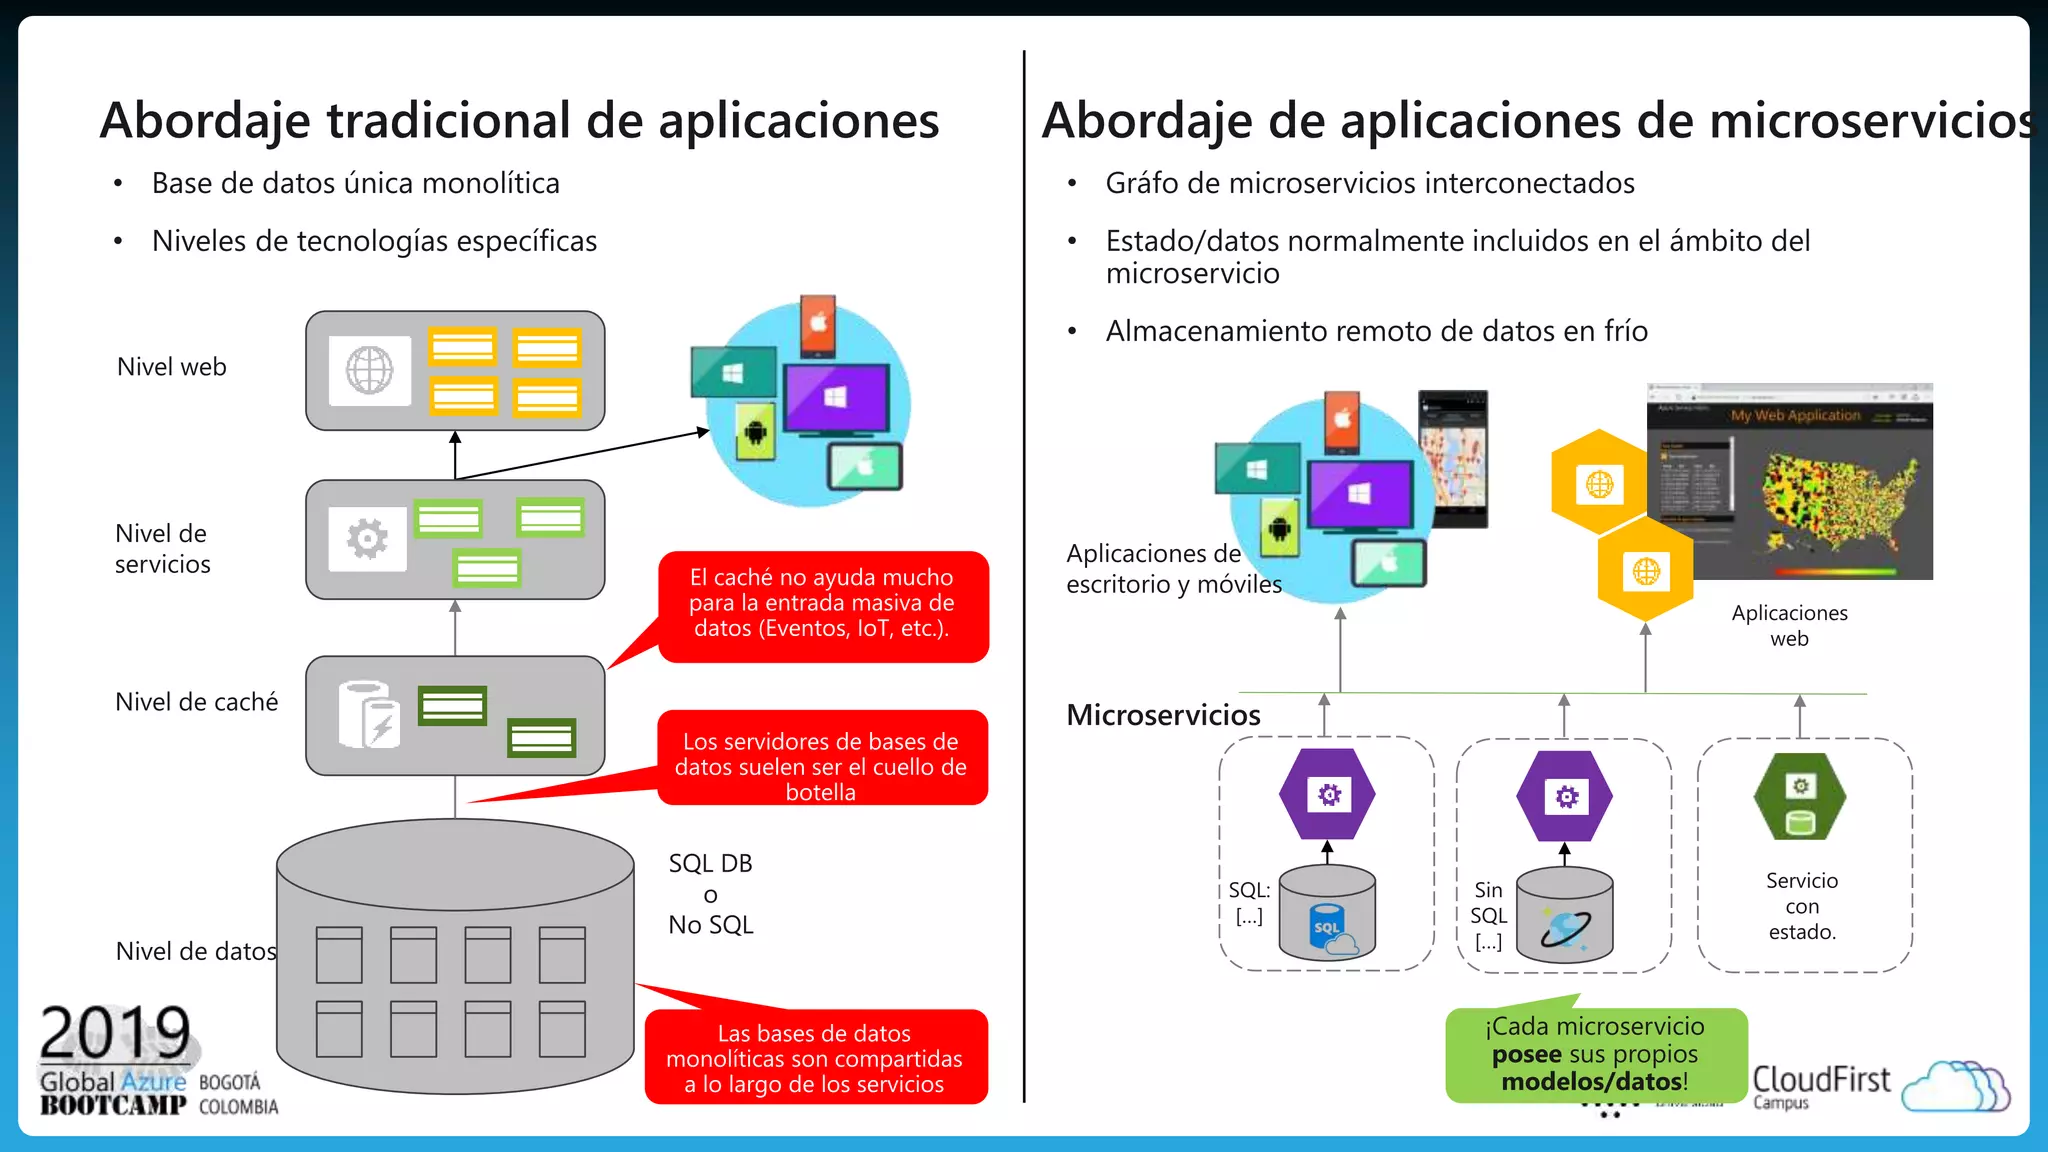 Abordaje tradicional de aplicaciones
• Base de datos única monolítica
• Niveles de tecnologías específicas
Nivel web
Nivel de
servicios
El caché no ayuda mucho
para la entrada masiva de
datos (Eventos, IoT, etc.).
Nivel de caché
Los servidores de bases de
datos suelen ser el cuello de
botella
SQL DB
o
No SQL
Nivel de datos
Las bases de datos
monolíticas son compartidas
a lo largo de los servicios
2019
Global Azure
BOOTCAMP
BOGOTÁ
COLOMBIA
Abordaje de aplicaciones de microservicios
• Gráfo de microservicios interconectados
• Estado/datos normalmente incluidos en el ámbito del
microservicio
• Almacenamiento remoto de datos en frío
My Web Application
Aplicaciones de
escritorio y móviles
Aplicaciones
web
Microservicios
SQL:
[…]
SQL
Sin
SQL
[…]
Servicio
con
estado.
¡Cada microservicio
posee sus propios
modelos/datos!
CloudFirst
Campus